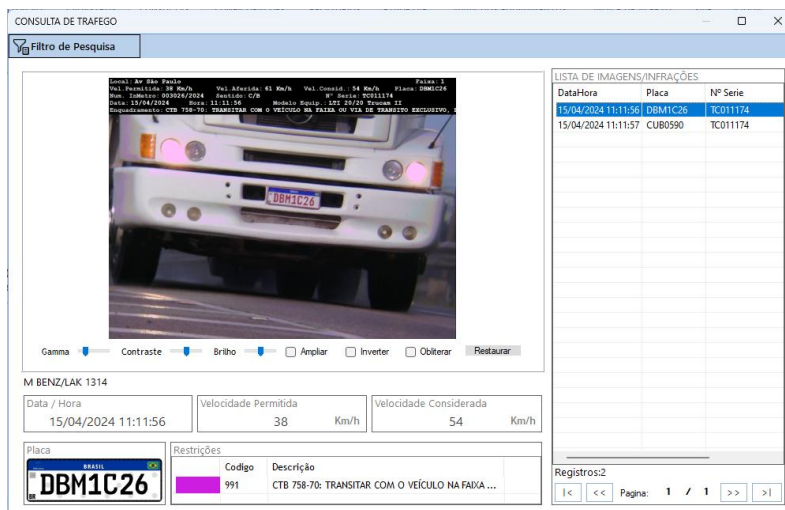 CONSULTA DE TRAFEGO
Filtro de Pesquisa
Local: Av São Paulo Faixa: 1
Vel.Permitida: 38 Km/h Vel.Aferida: 61 Km/h Vel.Consid.: 54 Km/h Placa: DBM1C26
Num. InMetro: 003026/2024 Sentido: C/B Nº Serie: TC011174
Data: 15/04/2024 Hora: 11:11:56 Modelo Equip.: LTI 20/20 Trucam II
Enquadramento: CTB 758-70: TRANSITAR COM O VEÍCULO NA FAIXA OU VIA DE TRANSITO EXCLUSIVO,
DBM1C26
Gamma Contraste Brilho Ampliar Inverter Obliterar Restaurar
M BENZ/LAK 1314
Data / Hora
15/04/2024 11:11:56
Velocidade Permitida
38 Km/h
Velocidade Considerada
54 Km/h
Placa
BRASIL
DBM1C26
BR
Restrições
Codigo Descrição
991 CTB 758-70: TRANSITAR COM O VEÍCULO NA FAIXA ...
LISTA DE IMAGENS/INFRAÇÕES
DataHora Placa Nº Serie
15/04/2024 11:11:56 DBM1C26 TC011174
15/04/2024 11:11:57 CUB0590 TC011174
Registros:2
|< << Pagina: 1 / 1 >> >|